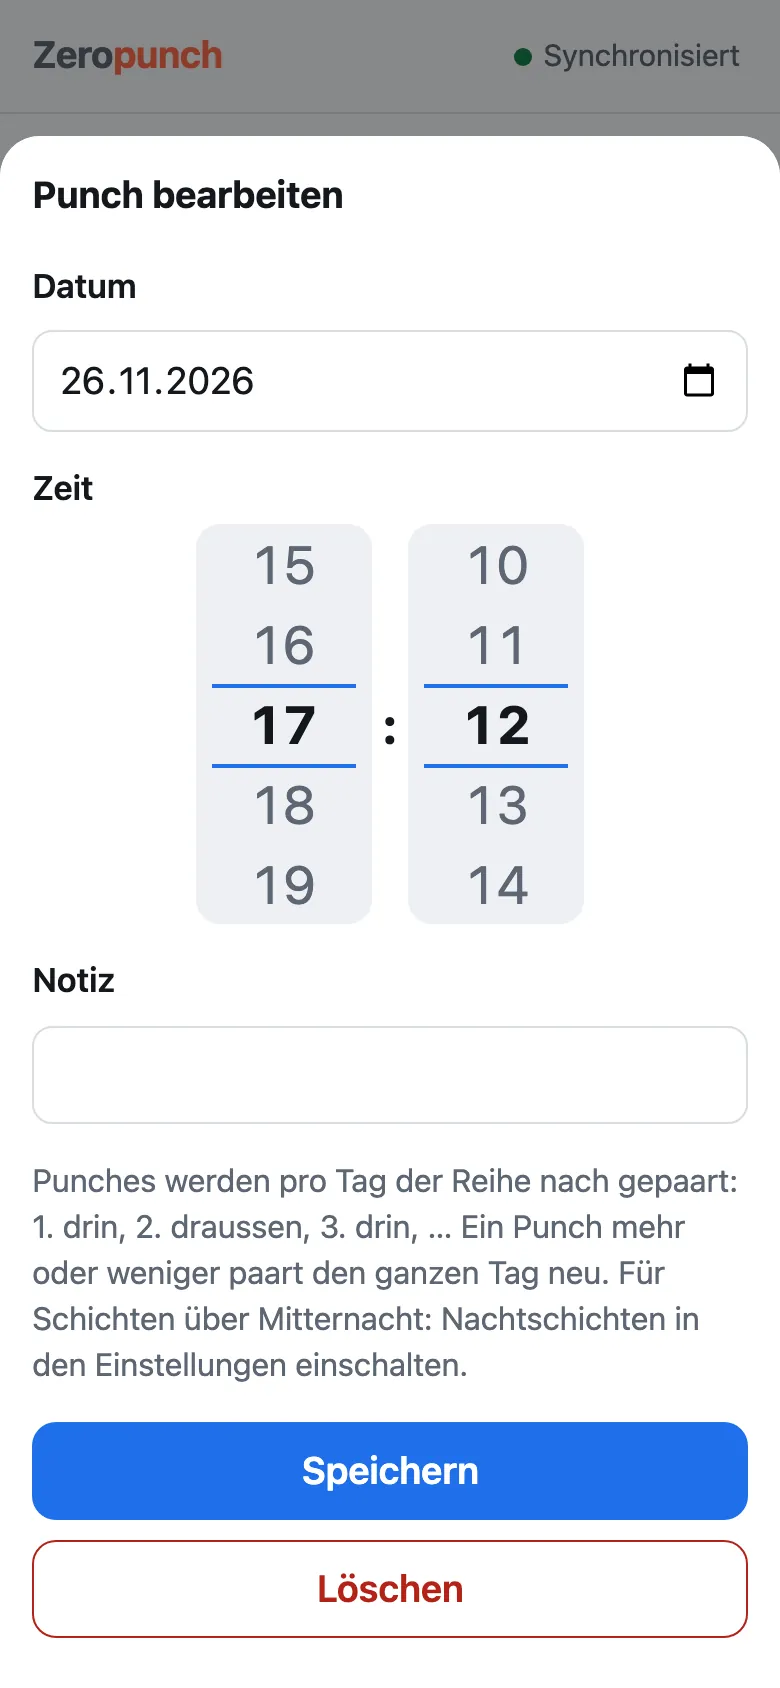 Zeropunch
Synchronisiert
Punch bearbeiten
Datum
26.11.2026
Zeit
15 10
16 11
17 : 12
18 13
19 14
Notiz
Punches werden pro Tag der Reihe nach gepaart:
1. drin, 2. draussen, 3. drin, ... Ein Punch mehr
oder weniger paart den ganzen Tag neu. Für
Schichten über Mitternacht: Nachtschichten in
den Einstellungen einschalten.
Speichern
Löschen